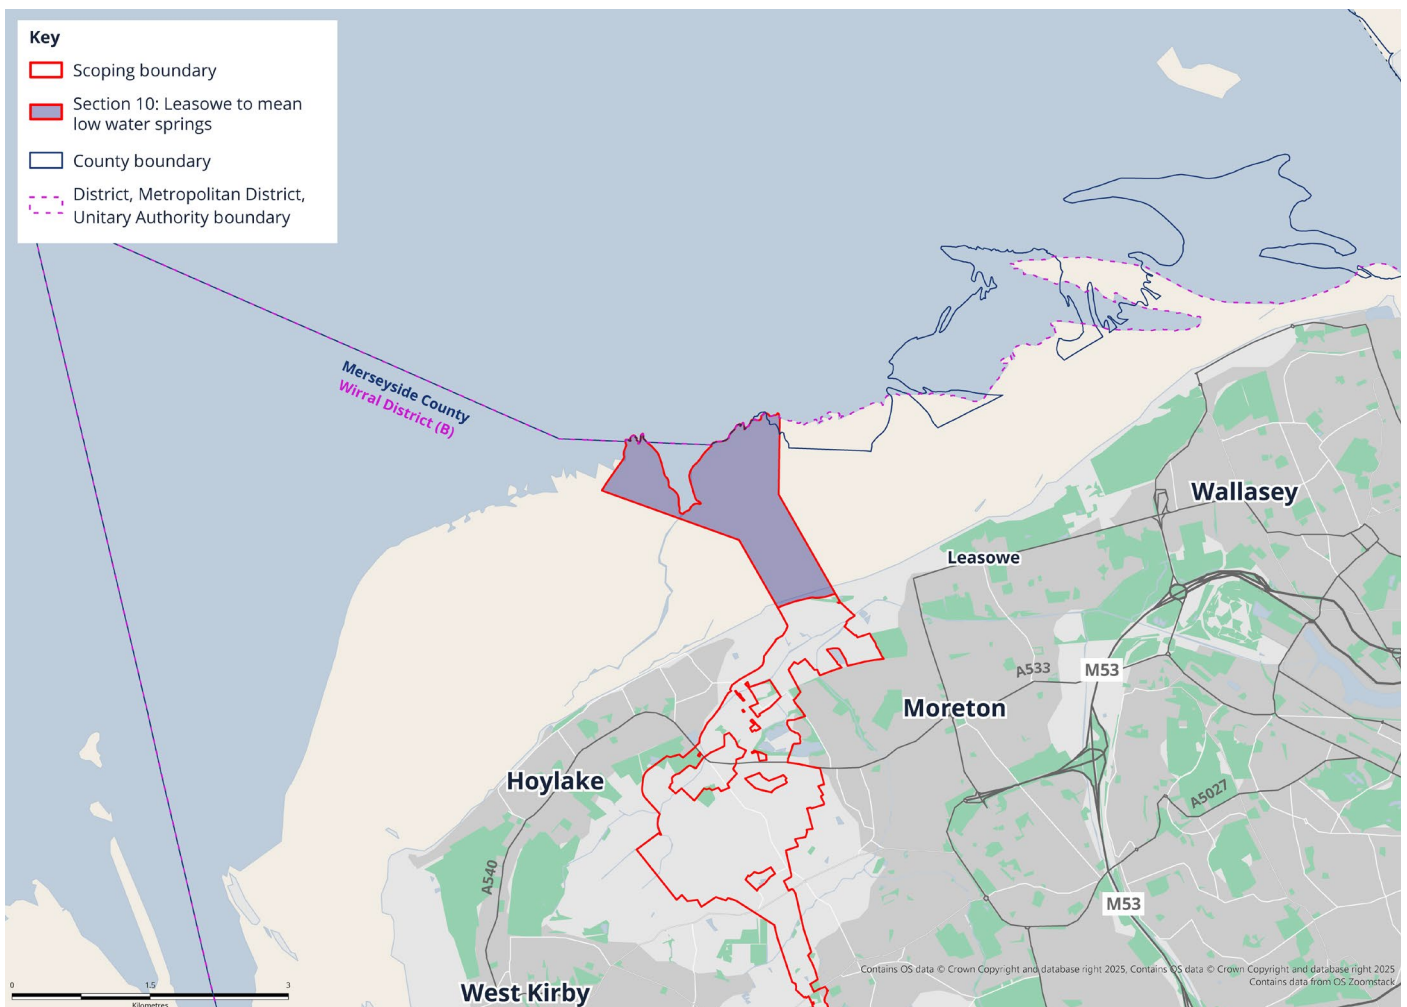 Key
Scoping boundary
Section 10: Leasowe to mean
low water springs
County boundary
District, Metropolitan District,
Unitary Authority boundary
Merseyside County
Wirral District (B)
Wallasey
Leasowe
A533
M53
Moreton
Hoylake
A5027
A540
M53
West Kirby
Contains OS data © Crown Copyright and database right 2025, Contains OS data © Crown Copyright and database right 2025
Contains data from OS Zoomstack
0 1.5 3
Kilometres